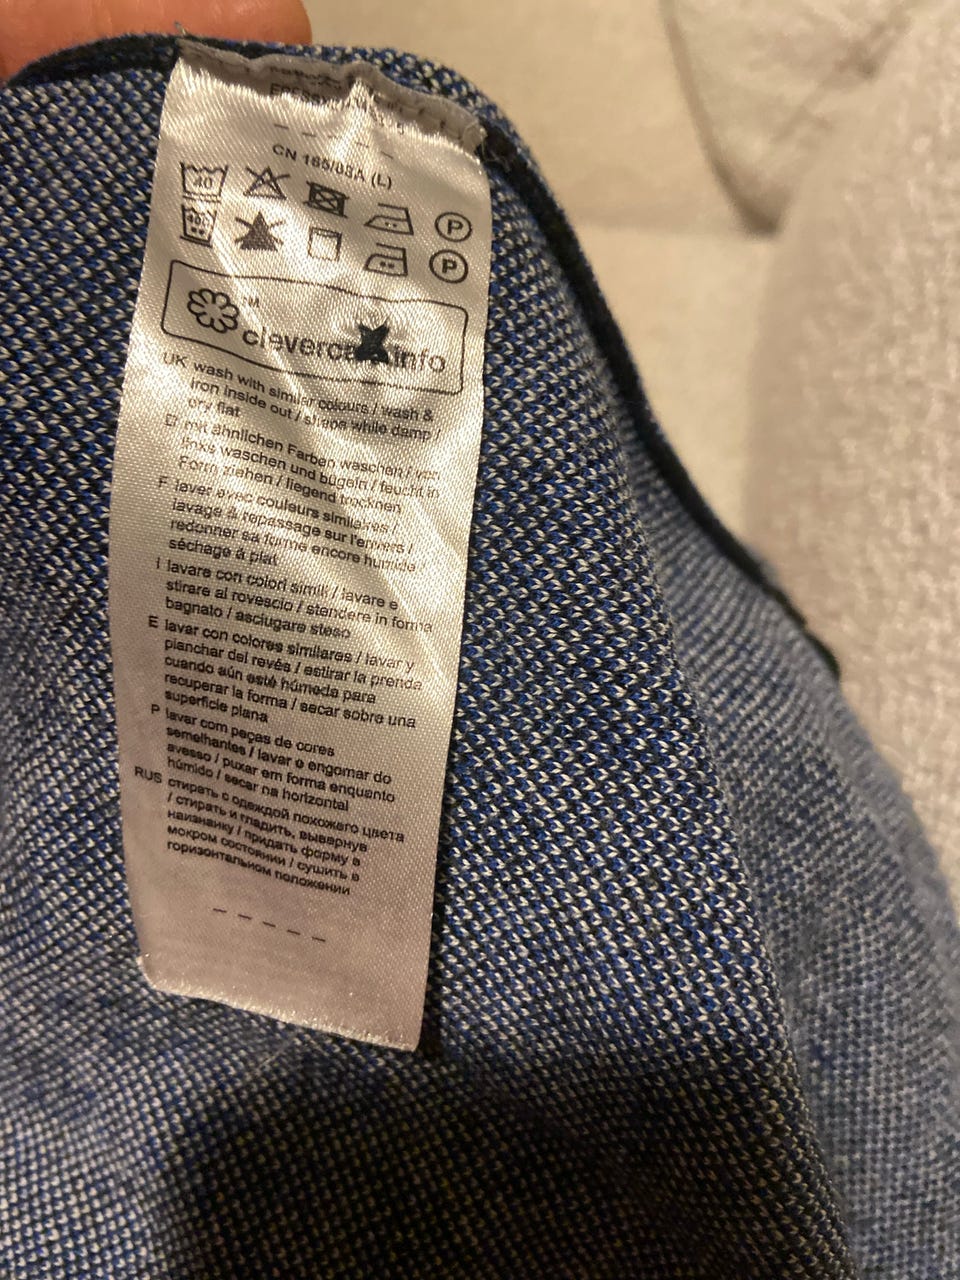 CN 165/88A (L)
40
P
P
TM
cleverca info
UK wash with similar colours / wash &
iron inside out / shape while damp /
dry flat
D mit ähnlichen Farben waschen / von
links waschen und bügeln / feucht in
Form ziehen / liegend trocknen
F laver avec couleurs similaires /
lavage & repassage sur l'envers /
redonner sa forme encore humide
séchage à plat
I lavare con colori simili / lavare e
stirare al rovescio / stendere in forma
bagnato / asciugare steso
E lavar con colores similares / lavar y
planchar del revés / estirar la prenda
cuando aún esté húmeda para
recuperar la forma / secar sobre una
superficie plana
P lavar com peças de cores
semelhantes / lavar e engomar do
avesso / puxar em forma enquanto
húmido / secar na horizontal
RUS стирать с одеждой похожего цвета
/ стирать и гладить, вывернув
наизнанку / придать форму в
мокром состоянии / сушить в
горизонтальном положении